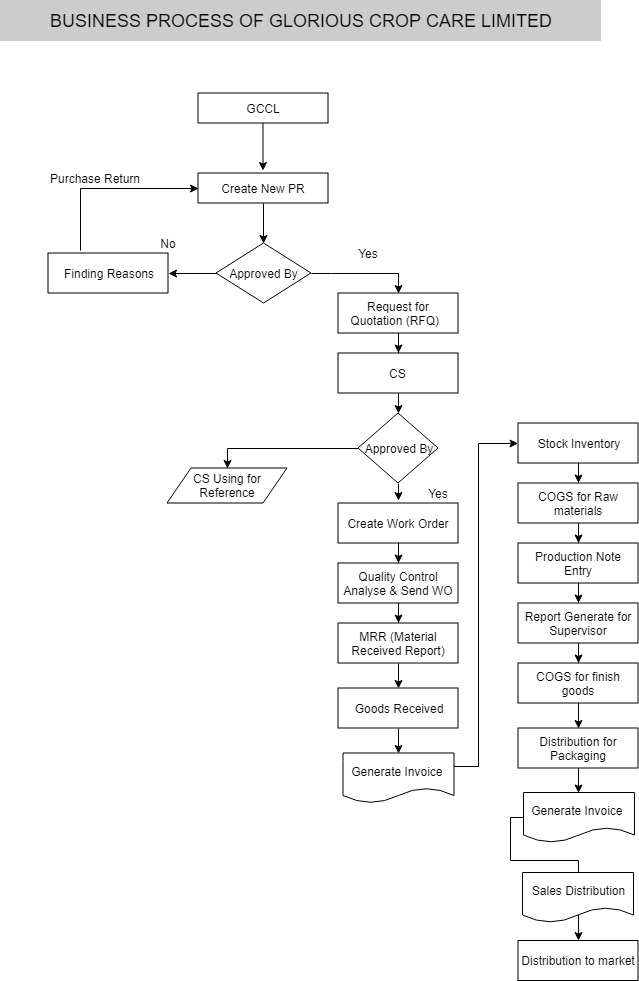 BUSINESS PROCESS OF GLORIOUS CROP CARE LIMITED
GCCL
Purchase Return
Create New PR
No
Yes
Finding Reasons
Approved By
Request for
Quotation (RFQ)
CS
Approved By
CS Using for
Reference
Yes
Create Work Order
Quality Control
Analyse & Send WO
MRR (Material
Received Report)
Goods Received
Generate Invoice
Stock Inventory
COGS for Raw
materials
Production Note
Entry
Report Generate for
Supervisor
COGS for finish
goods
Distribution for
Packaging
Generate Invoice
Sales Distribution
Distribution to market